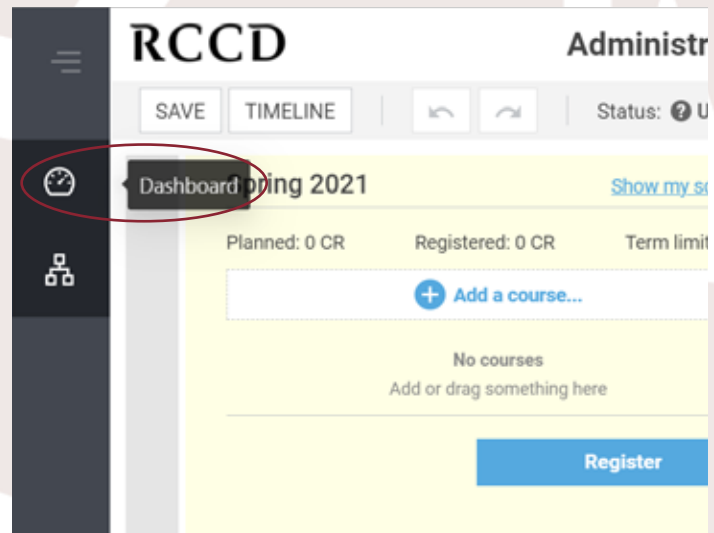 RCCD Administr
SAVE TIMELINE Status: U
Dashboard pring 2021 Show my sc
Planned: 0 CR Registered: 0 CR Term limit
Add a course...
No courses
Add or drag something here
Register